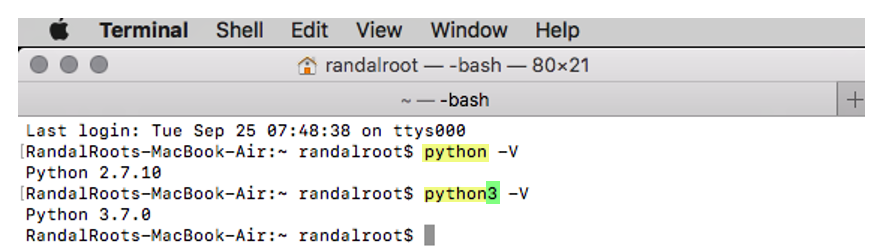 Terminal Shell Edit View Window Help
randalroot — -bash — 80×21
~ — -bash +
Last login: Tue Sep 25 07:48:38 on ttys000
[RandalRoots-MacBook-Air:~ randalroot$ python -V
Python 2.7.10
[RandalRoots-MacBook-Air:~ randalroot$ python3 -V
Python 3.7.0
RandalRoots-MacBook-Air:~ randalroot$